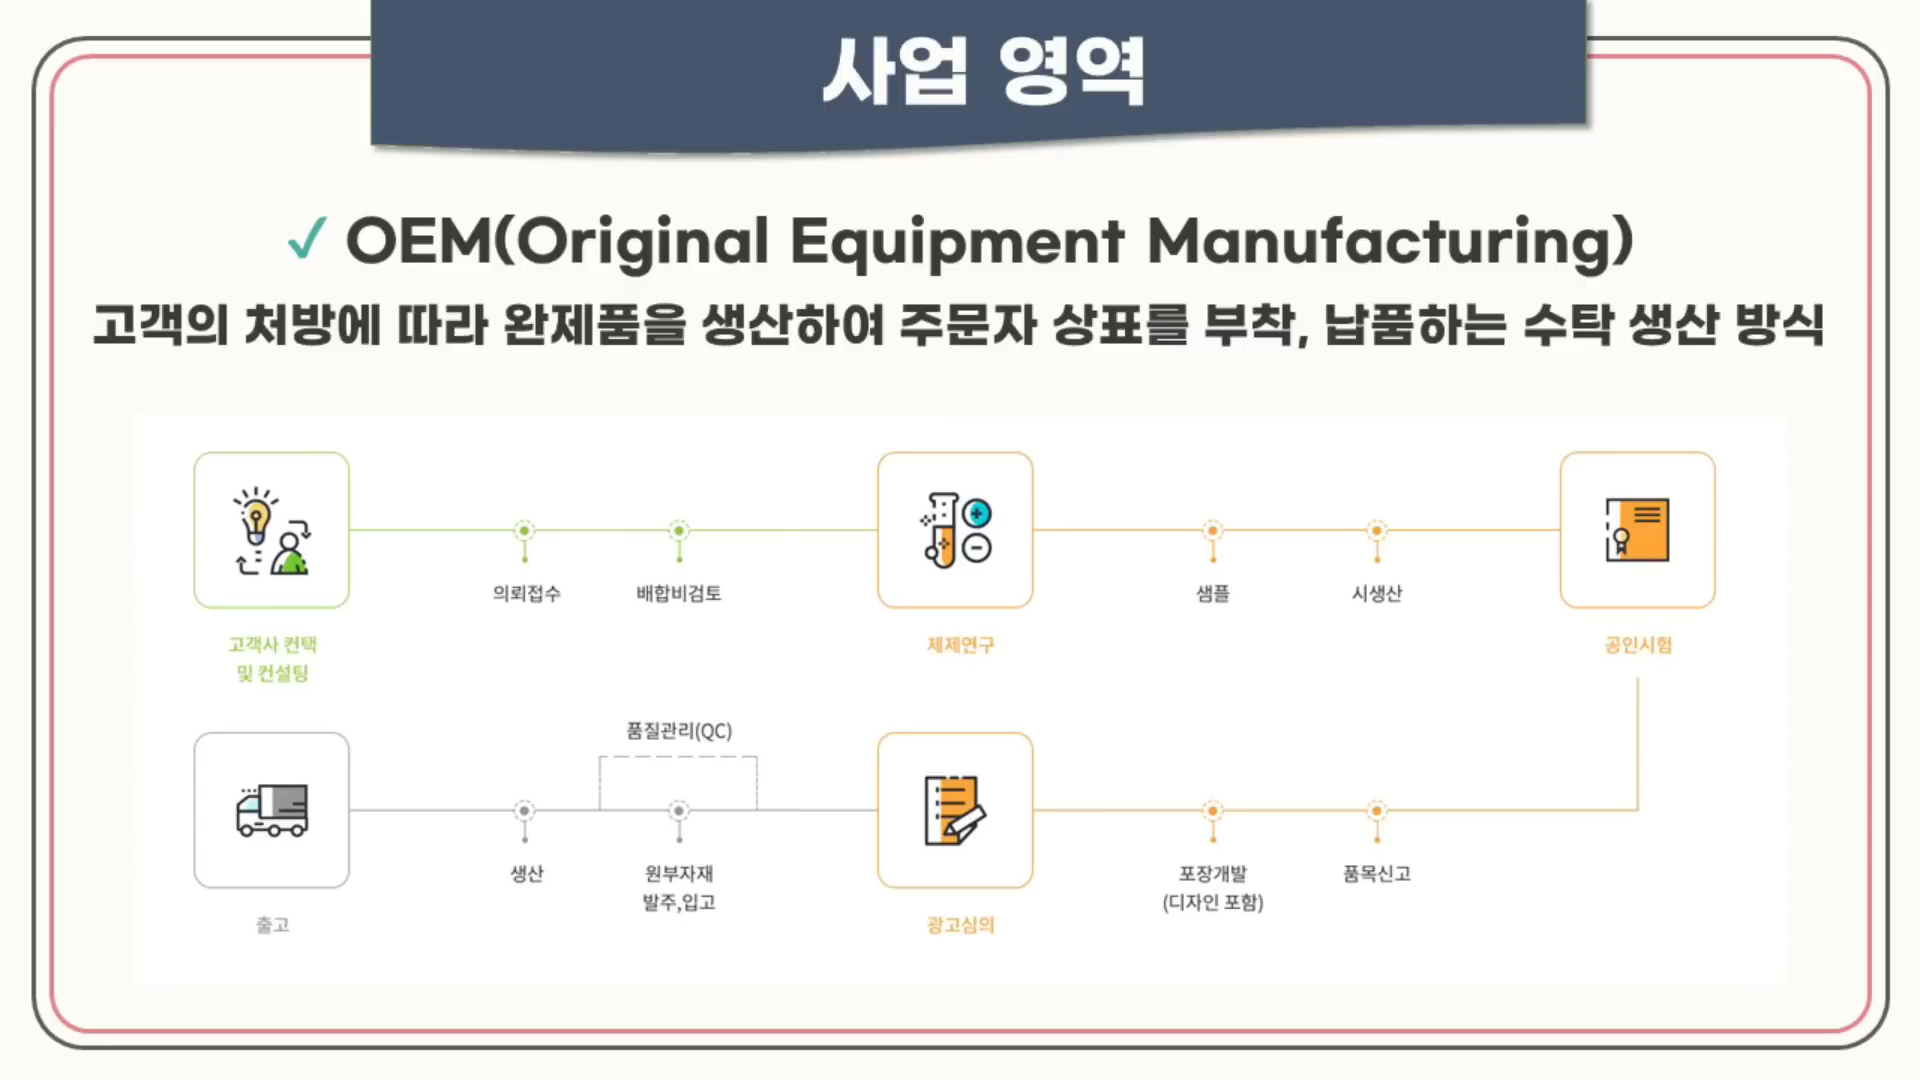 사업 영역
✓ OEM(Original Equipment Manufacturing)
고객의 처방에 따라 완제품을 생산하여 주문자 상표를 부착, 납품하는 수탁 생산 방식
의뢰접수
배합비검토
샘플
시생산
고객사 컨택
및 컨설팅
제제연구
공인시험
품질관리(QC)
생산
원부자재
발주,입고
포장개발
(디자인 포함)
품목신고
출고
광고심의